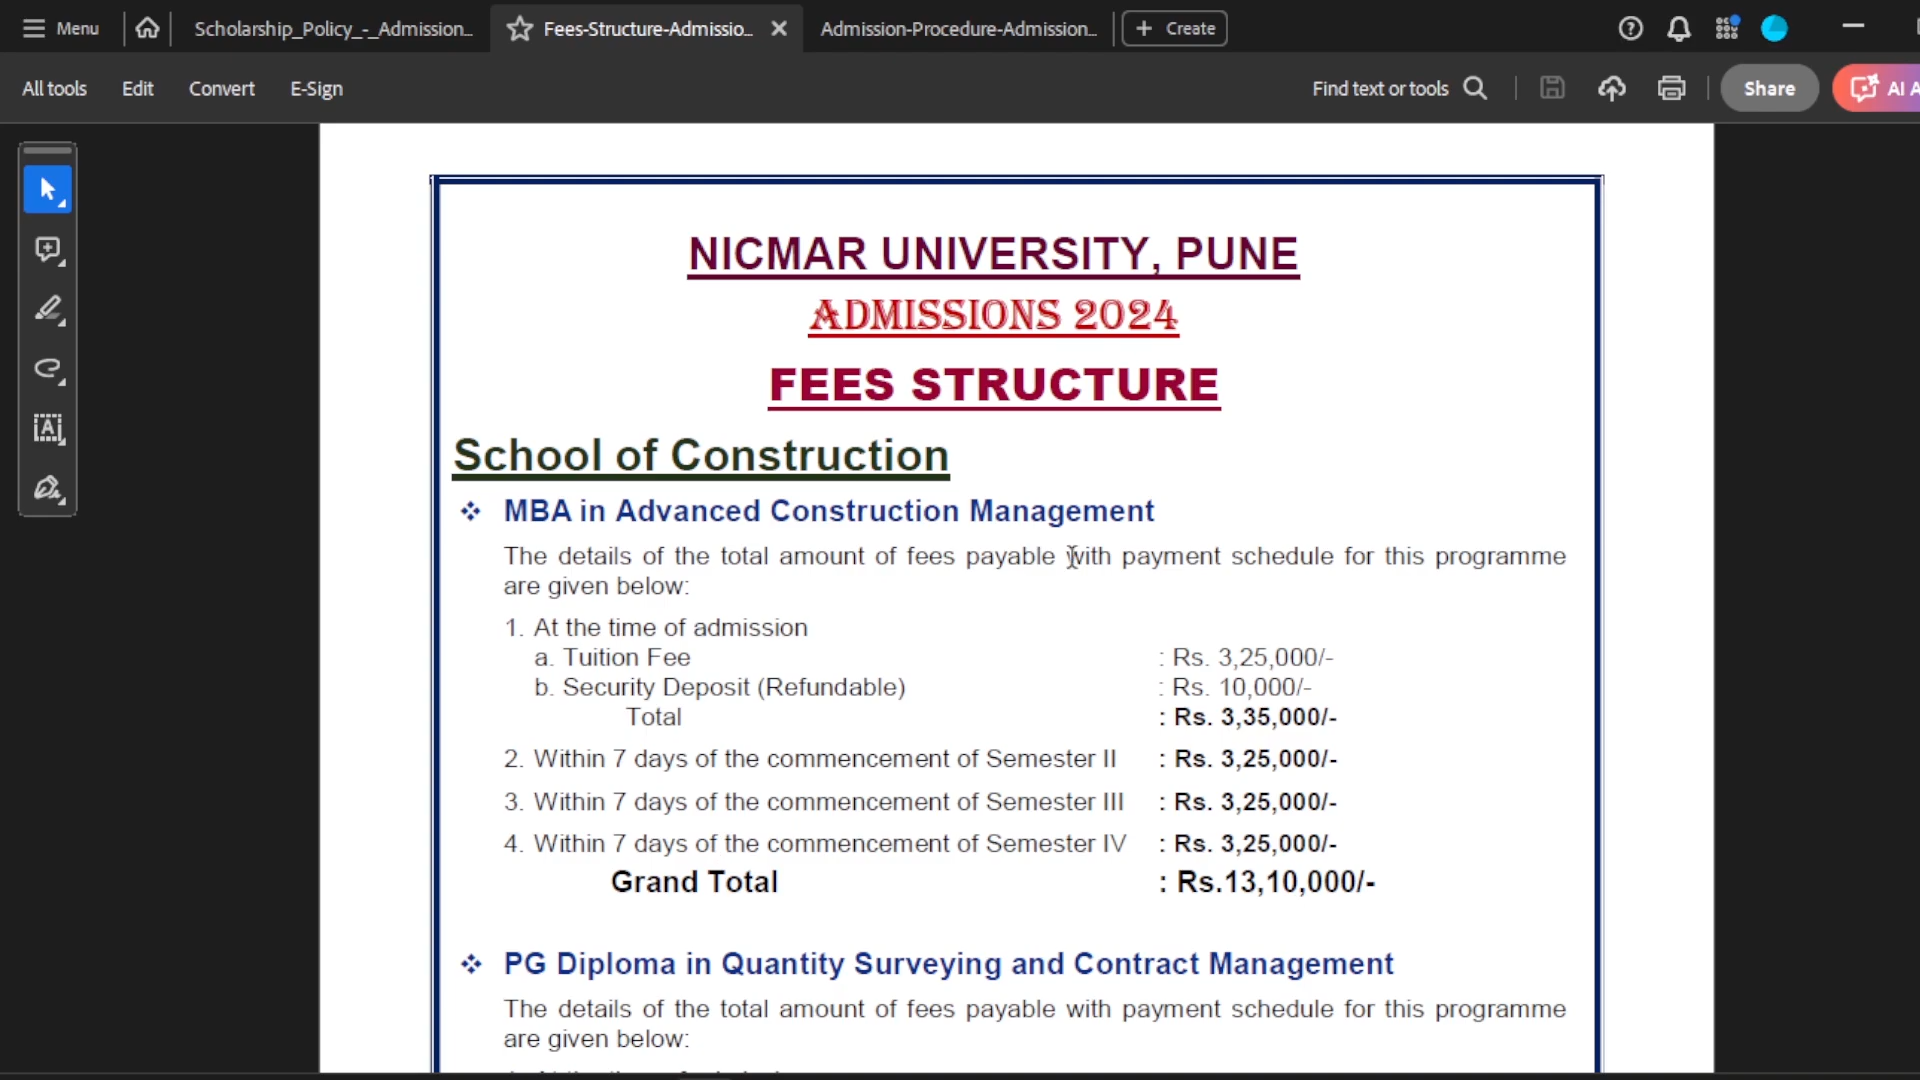 Menu
Scholarship_Policy_-_Admission...
Fees-Structure-Admissio...
Admission-Procedure-Admission...
+ Create
All tools
Edit
Convert
E-Sign
Find text or tools
Share
AI A
NICMAR UNIVERSITY, PUNE
ADMISSIONS 2024
FEES STRUCTURE
School of Construction
❖ MBA in Advanced Construction Management
The details of the total amount of fees payable with payment schedule for this programme
are given below:
1. At the time of admission
a. Tuition Fee : Rs. 3,25,000/-
b. Security Deposit (Refundable) : Rs. 10,000/-
Total : Rs. 3,35,000/-
2. Within 7 days of the commencement of Semester II : Rs. 3,25,000/-
3. Within 7 days of the commencement of Semester III : Rs. 3,25,000/-
4. Within 7 days of the commencement of Semester IV : Rs. 3,25,000/-
Grand Total : Rs.13,10,000/-
❖ PG Diploma in Quantity Surveying and Contract Management
The details of the total amount of fees payable with payment schedule for this programme
are given below: